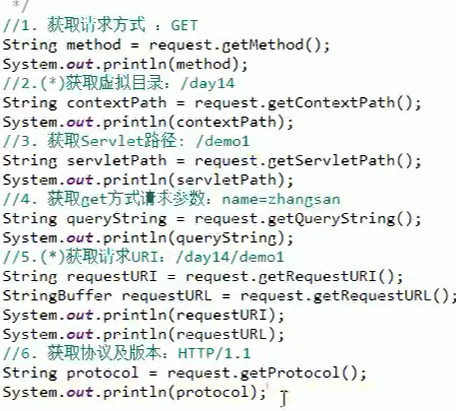 */
//1. 获取请求方式 ：GET
String method = request.getMethod();
System.out.println(method);
//2.(*)获取虚拟目录：/day14
String contextPath = request.getContextPath();
System.out.println(contextPath);
//3. 获取Servlet路径: /demo1
String servletPath = request.getServletPath();
System.out.println(servletPath);
//4. 获取get方式请求参数：name=zhangsan
String queryString = request.getQueryString();
System.out.println(queryString);
//5.(*)获取请求URI：/day14/demo1
String requestURI = request.getRequestURI();
StringBuffer requestURL = request.getRequestURL();
System.out.println(requestURI);
System.out.println(requestURL);
//6. 获取协议及版本：HTTP/1.1
String protocol = request.getProtocol();
System.out.println(protocol);